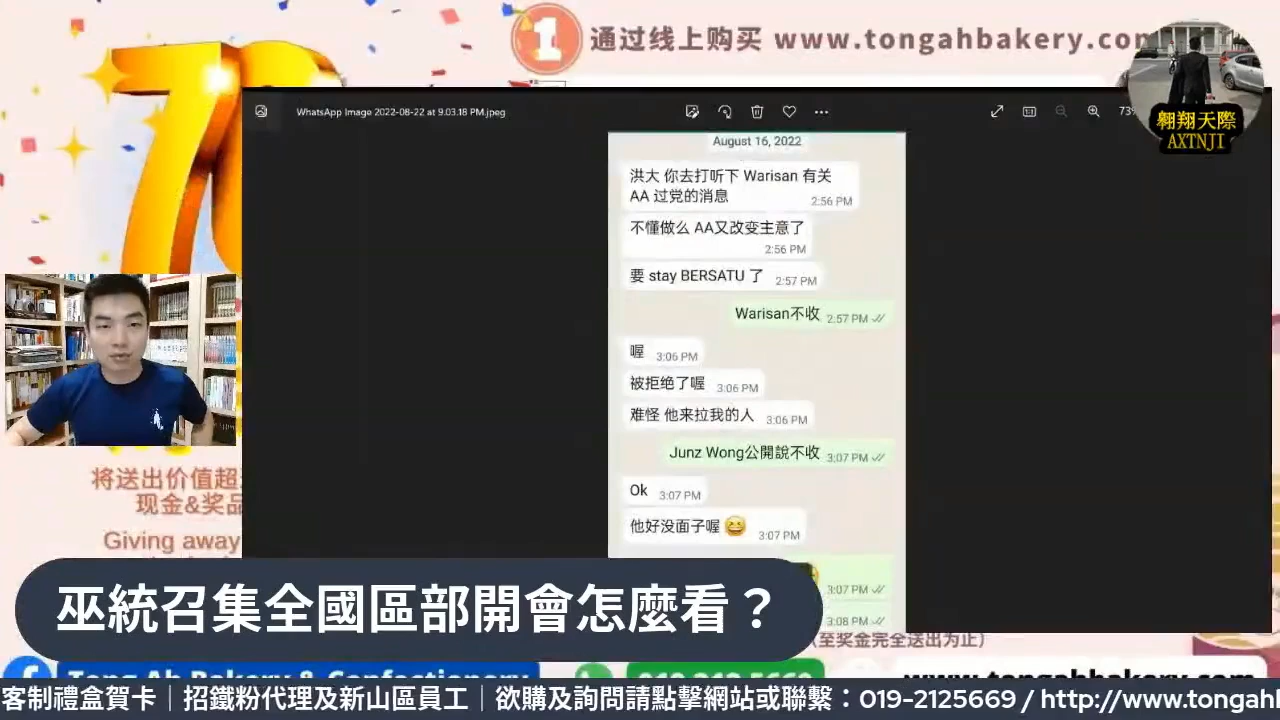 1 通过线上购买 www.tongahbakery.com
70
翱翔天際
AXTNJI
WhatsApp Image 2022-08-22 at 9.03.18 PM.jpeg
73%
August 16, 2022
洪大 你去打听下 Warisan 有关
AA 过党的消息
2:56 PM
不懂做么 AA又改变主意了
2:56 PM
要 stay BERSATU 了 2:57 PM
Warisan不收 2:57 PM
喔 3:06 PM
被拒绝了喔 3:06 PM
难怪 他来拉我的人 3:06 PM
Junz Wong公開說不收 3:07 PM
Ok 3:07 PM
他好没面子喔 😆 3:07 PM
3:07 PM
3:08 PM
将送出价值超
现金&奖品
Giving away
巫統召集全國區部開會怎麼看？
(至奖金完全送出为止)
Tong Ah Bakery & Confectionery
019-212 5669
www.tongahbakery.com
客制禮盒賀卡｜招鐵粉代理及新山區員工｜欲購及詢問請點擊網站或聯繫：019-2125669 / http://www.tongahl